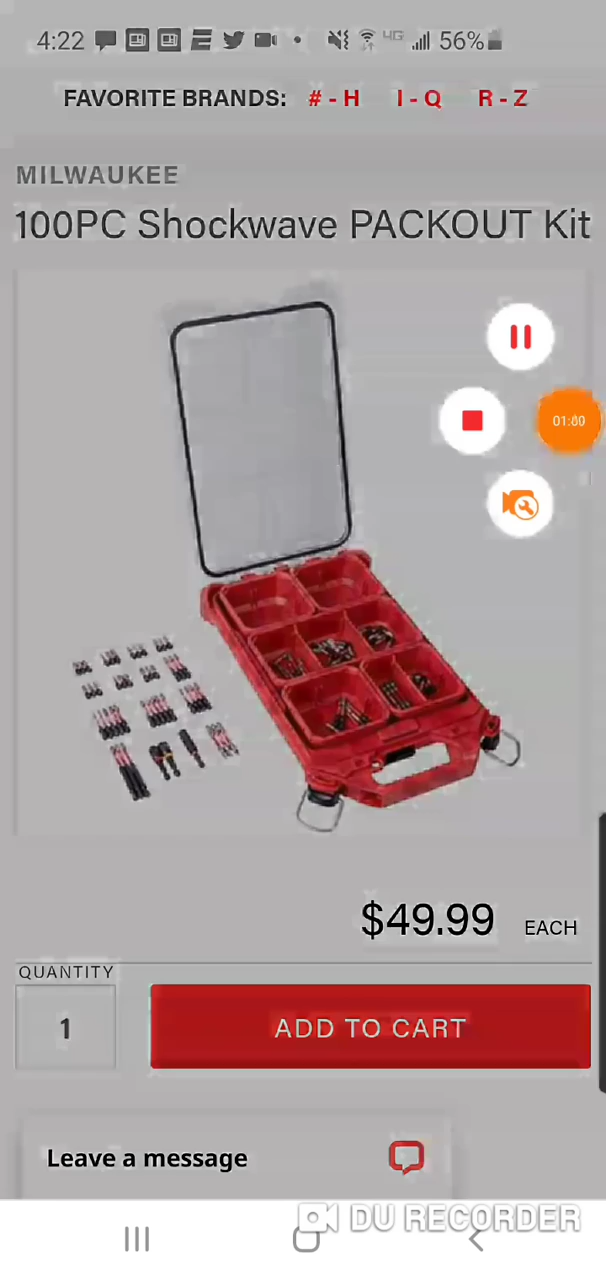 4:22 4G 56%
FAVORITE BRANDS: # - H I - Q R - Z
MILWAUKEE
100PC Shockwave PACKOUT Kit
01:00
$49.99 EACH
QUANTITY
1 ADD TO CART
Leave a message
DU RECORDER